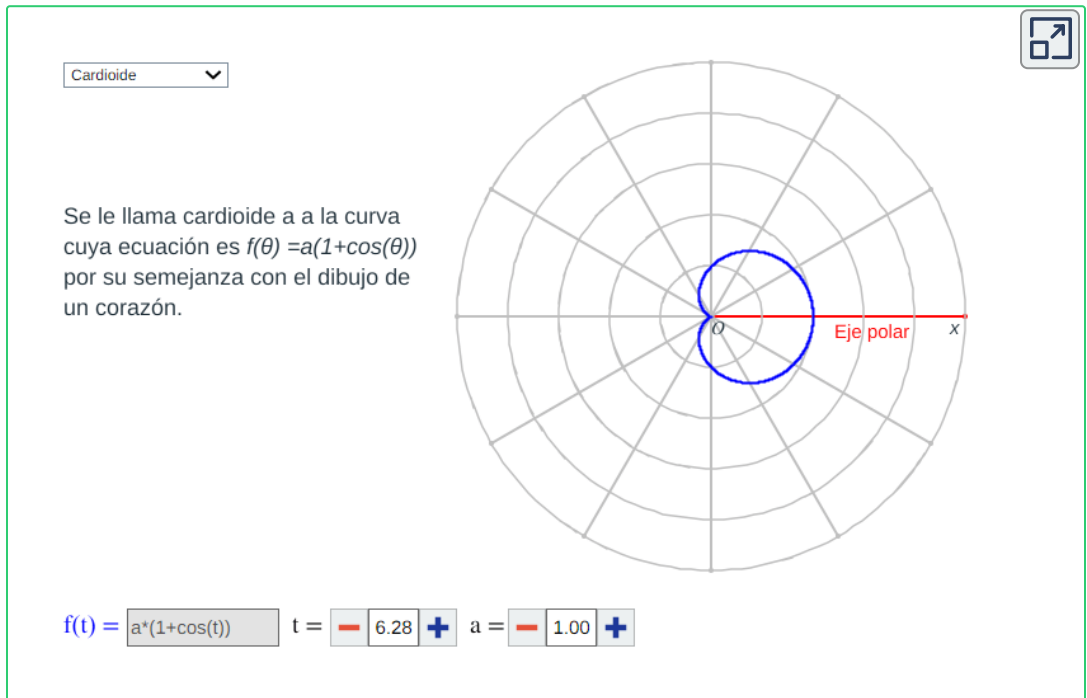 Cardioide
Se le llama cardioide a a la curva
cuya ecuación es f(θ) =a(1+cos(θ))
por su semejanza con el dibujo de
un corazón.
O
Eje polar
x
f(t) = a*(1+cos(t)) t = 6.28 a = 1.00